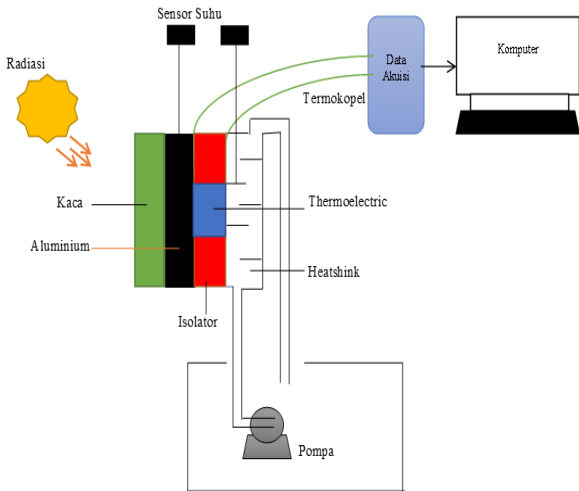 Sensor Suhu
Radiasi
Data
Akuisi
Komputer
Termokopel
Kaca
Thermoelectric
Aluminium
Heatshink
Isolator
Pompa